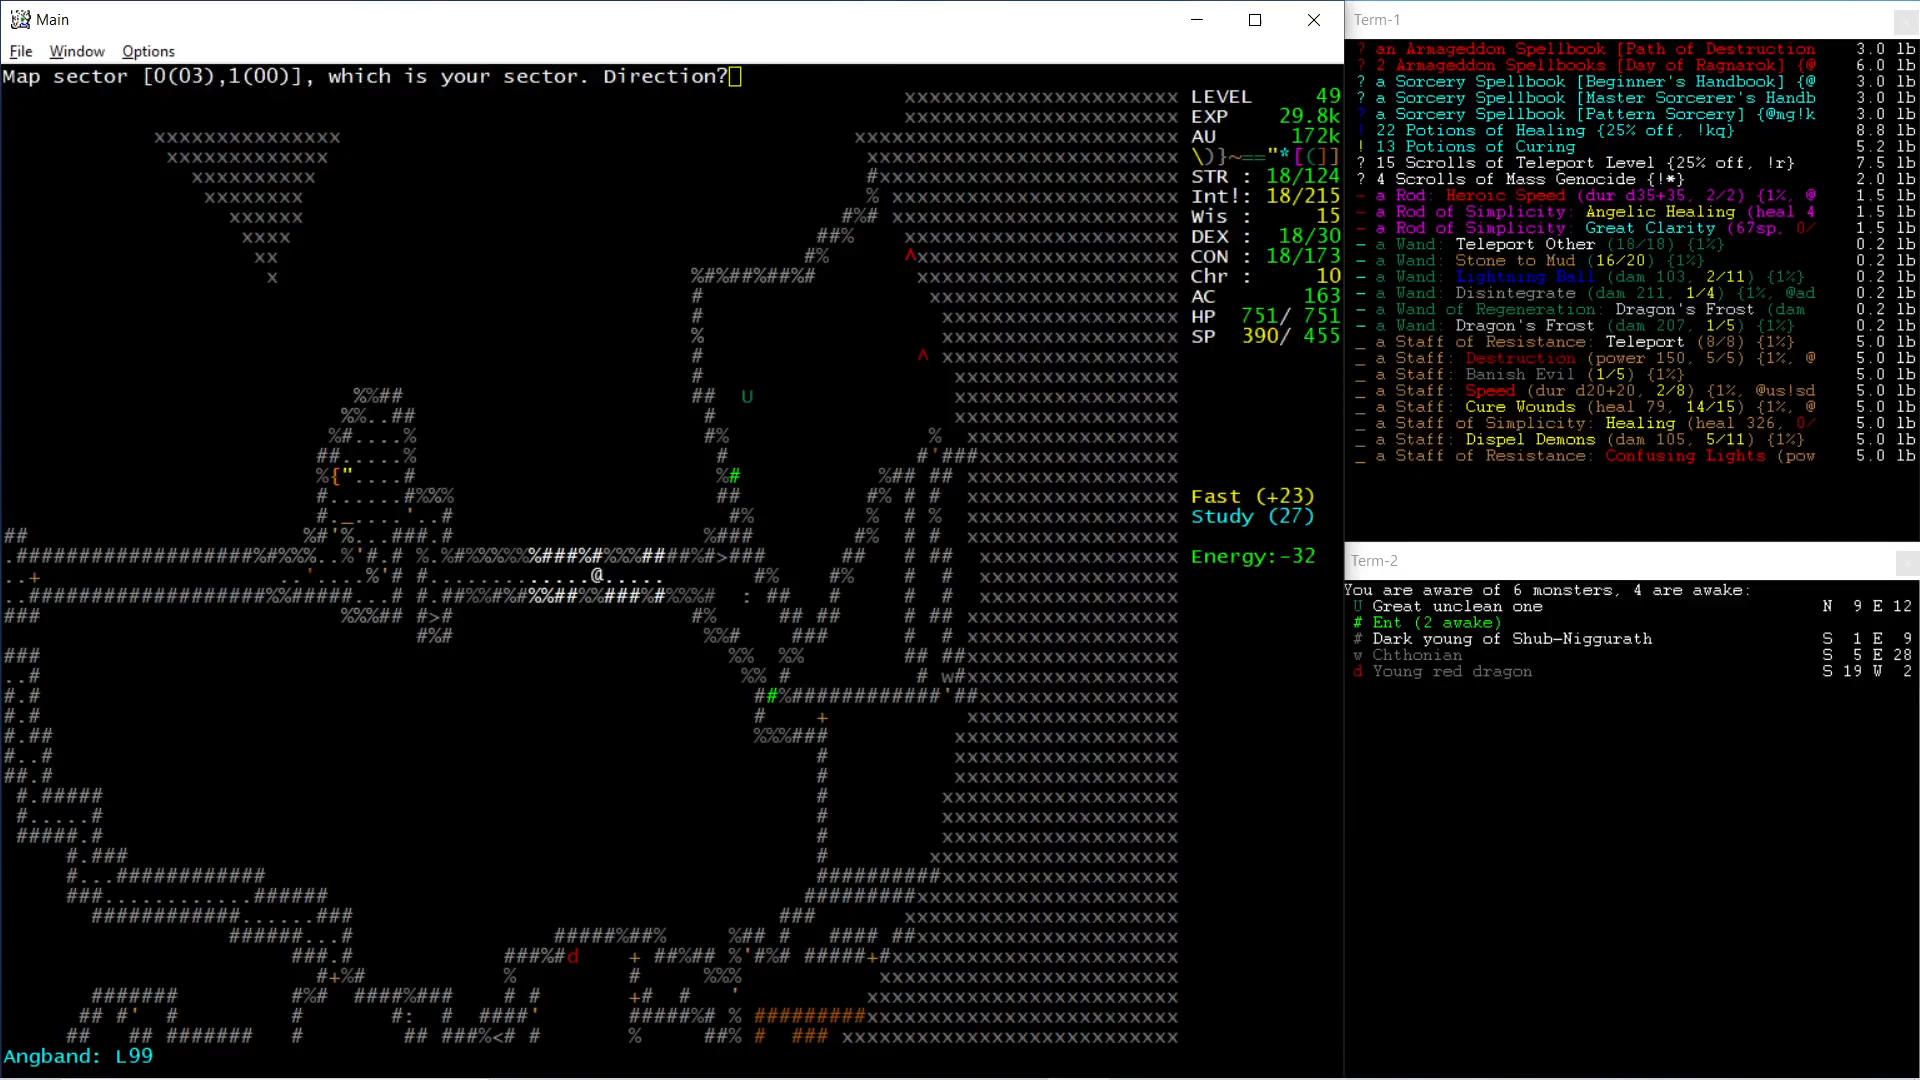 Main
File Window Options
Map sector [0(03),1(00)], which is your sector. Direction?
LEVEL 49
EXP 29.8k
AU 172k
\)}~=="*[(]]
STR : 18/124
Int!: 18/215
Wis : 15
DEX : 18/30
CON : 18/173
Chr : 10
AC 163
HP 751/ 751
SP 390/ 455
Fast (+23)
Study (27)
Energy:-32
Angband: L99
Term-1
? an Armageddon Spellbook [Path of Destruction 3.0 lb
? 2 Armageddon Spellbooks [Day of Ragnarok] {@ 6.0 lb
? a Sorcery Spellbook [Beginner's Handbook] {@ 3.0 lb
? a Sorcery Spellbook [Master Sorcerer's Handb 3.0 lb
? a Sorcery Spellbook [Pattern Sorcery] {@mg!k 3.0 lb
! 22 Potions of Healing {25% off, !kq} 8.8 lb
! 13 Potions of Curing 5.2 lb
? 15 Scrolls of Teleport Level {25% off, !r} 7.5 lb
? 4 Scrolls of Mass Genocide {!*} 2.0 lb
- a Rod: Heroic Speed (dur d35+35, 2/2) {1%, @ 1.5 lb
- a Rod of Simplicity: Angelic Healing (heal 4 1.5 lb
- a Rod of Simplicity: Great Clarity (67sp, 0/ 1.5 lb
- a Wand: Teleport Other (18/18) {1%} 0.2 lb
- a Wand: Stone to Mud (16/20) {1%} 0.2 lb
- a Wand: Lightning Ball (dam 103, 2/11) {1%} 0.2 lb
- a Wand: Disintegrate (dam 211, 1/4) {1%, @ad 0.2 lb
- a Wand of Regeneration: Dragon's Frost (dam 0.2 lb
- a Wand: Dragon's Frost (dam 207, 1/5) {1%} 0.2 lb
_ a Staff of Resistance: Teleport (8/8) {1%} 5.0 lb
_ a Staff: Destruction (power 150, 5/5) {1%, @ 5.0 lb
_ a Staff: Banish Evil (1/5) {1%} 5.0 lb
_ a Staff: Speed (dur d20+20, 2/8) {1%, @us!sd 5.0 lb
_ a Staff: Cure Wounds (heal 79, 14/15) {1%, @ 5.0 lb
_ a Staff of Simplicity: Healing (heal 326, 0/ 5.0 lb
_ a Staff: Dispel Demons (dam 105, 5/11) {1%} 5.0 lb
_ a Staff of Resistance: Confusing Lights (pow 5.0 lb
Term-2
You are aware of 6 monsters, 4 are awake:
U Great unclean one N 9 E 12
# Ent (2 awake)
# Dark young of Shub-Niggurath S 1 E 9
w Chthonian S 5 E 28
d Young red dragon S 19 W 2